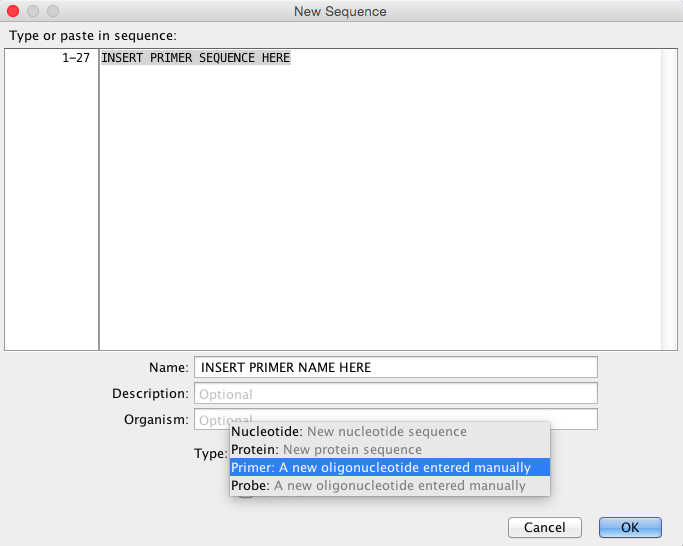 New Sequence
Type or paste in sequence:
1-27 INSERT PRIMER SEQUENCE HERE
Name: INSERT PRIMER NAME HERE
Description: Optional
Organism: Optional
Nucleotide: New nucleotide sequence
Protein: New protein sequence
Type:
Primer: A new oligonucleotide entered manually
Probe: A new oligonucleotide entered manually
Cancel OK